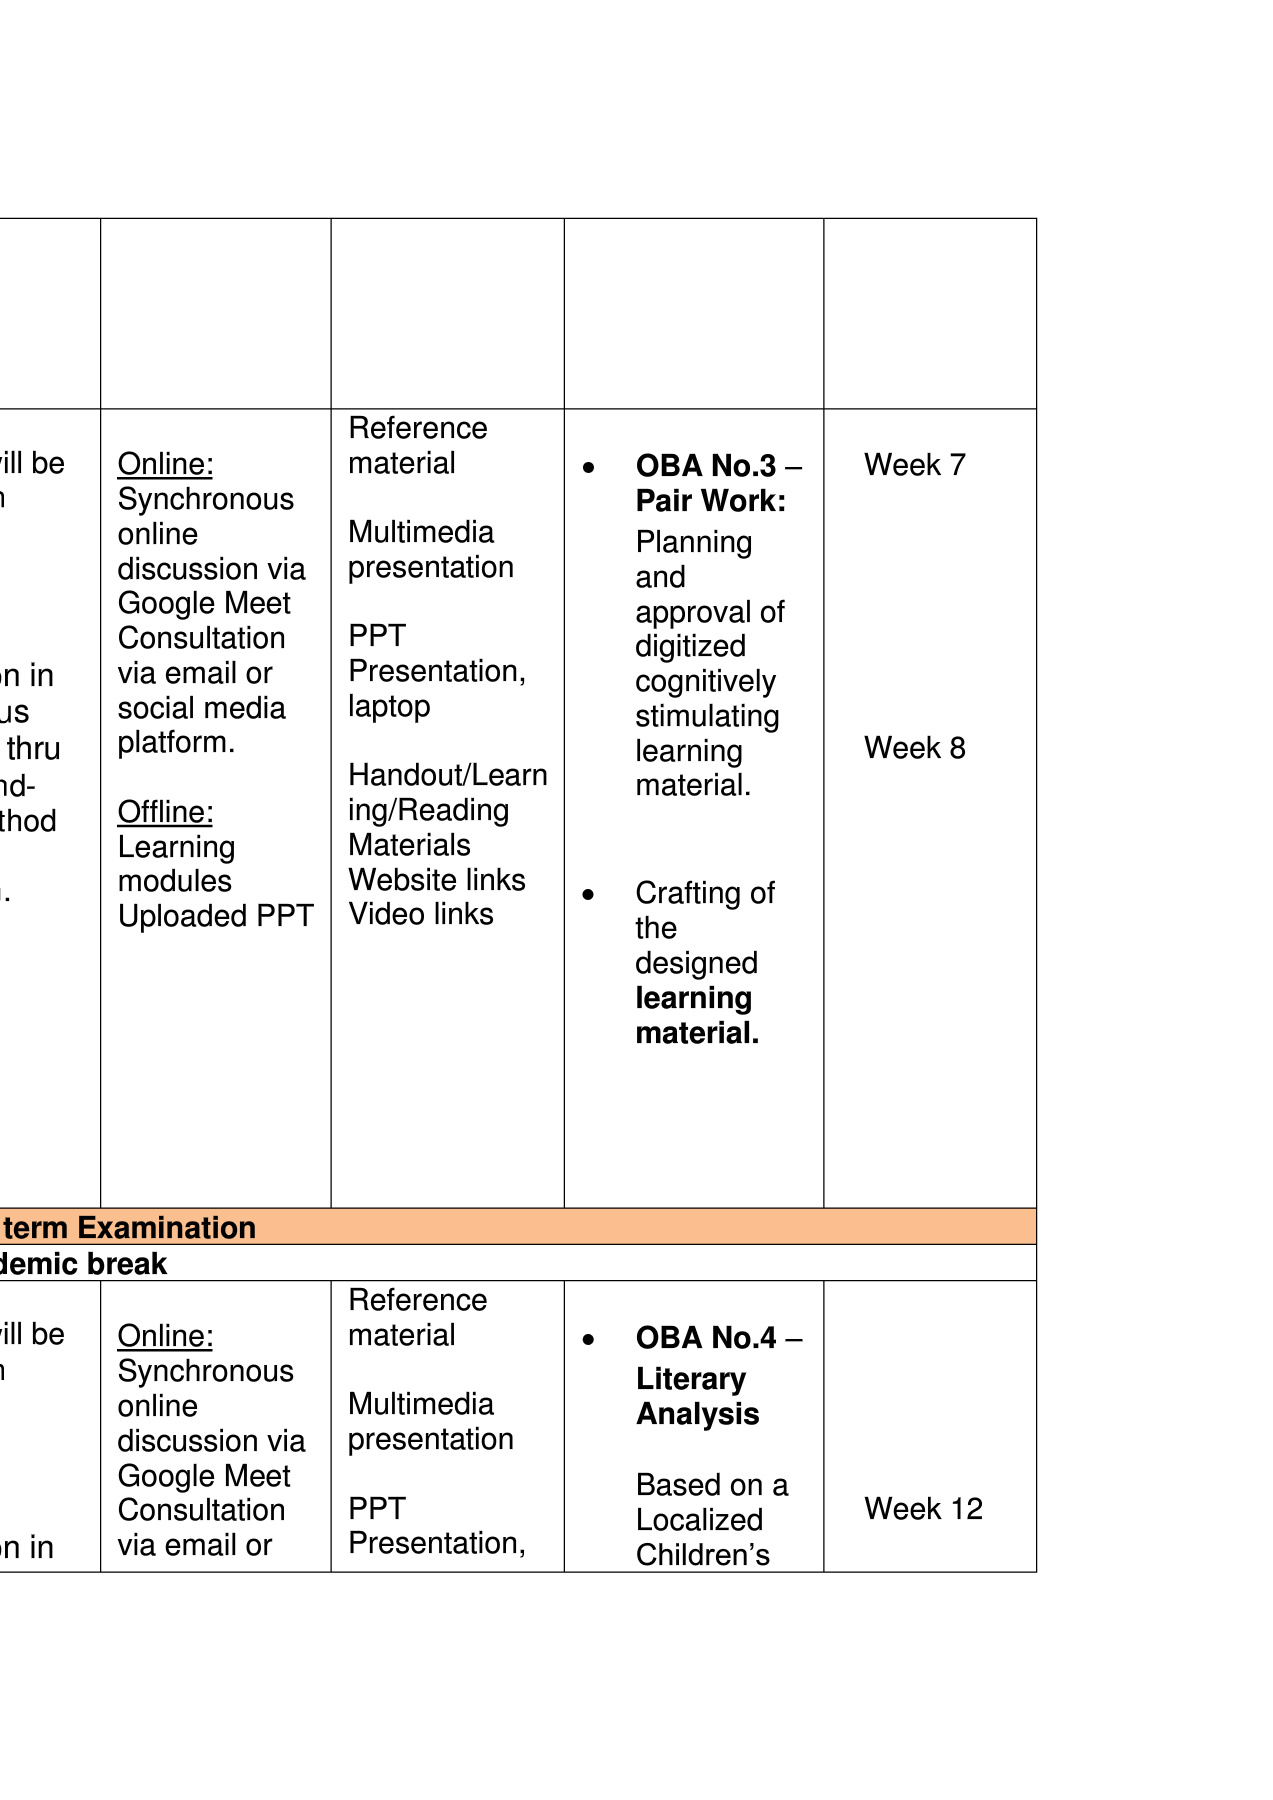 will be
on in
us
thru
nd-
thod
Online:
Synchronous
online
discussion via
Google Meet
Consultation
via email or
social media
platform.
Offline:
Learning
modules
Uploaded PPT
Reference
material
Multimedia
presentation
PPT
Presentation,
laptop
Handout/Learn
ing/Reading
Materials
Website links
Video links
• OBA No.3 –
Pair Work:
Planning
and
approval of
digitized
cognitively
stimulating
learning
material.
• Crafting of
the
designed
learning
material.
Week 7
Week 8
term Examination
demic break
will be
on in
Online:
Synchronous
online
discussion via
Google Meet
Consultation
via email or
Reference
material
Multimedia
presentation
PPT
Presentation,
• OBA No.4 –
Literary
Analysis
Based on a
Localized
Children’s
Week 12